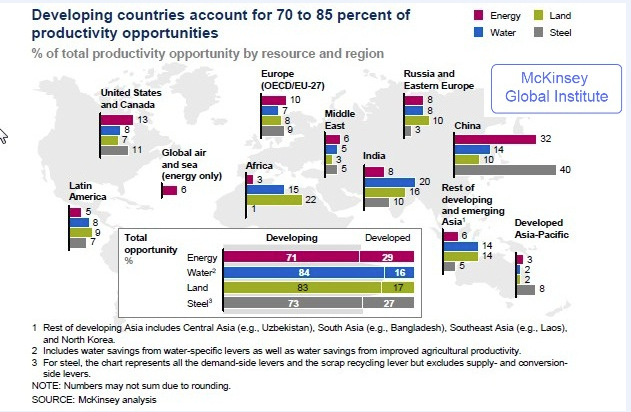 Developing countries account for 70 to 85 percent of
productivity opportunities
% of total productivity opportunity by resource and region
Energy
Land
Water
Steel
McKinsey
Global Institute
United States
and Canada
13
8
7
11
Europe
(OECD/EU-27)
10
7
8
9
Russia and
Eastern Europe
8
8
10
3
Middle
East
6
5
3
5
China
32
14
10
40
Global air
and sea
(energy only)
6
Africa
3
15
22
1
India
8
20
16
10
Latin
America
5
8
9
7
Rest of
developing
and emerging
Asia1
6
14
14
5
Developed
Asia-Pacific
3
2
2
8
Total
opportunity
%
Developing
Developed
Energy 71 29
Water2 84 16
Land 83 17
Steel3 73 27
1 Rest of developing Asia includes Central Asia (e.g., Uzbekistan), South Asia (e.g., Bangladesh), Southeast Asia (e.g., Laos),
and North Korea.
2 Includes water savings from water-specific levers as well as water savings from improved agricultural productivity.
3 For steel, the chart represents all the demand-side levers and the scrap recycling lever but excludes supply- and conversion-
side levers.
NOTE: Numbers may not sum due to rounding.
SOURCE: McKinsey analysis